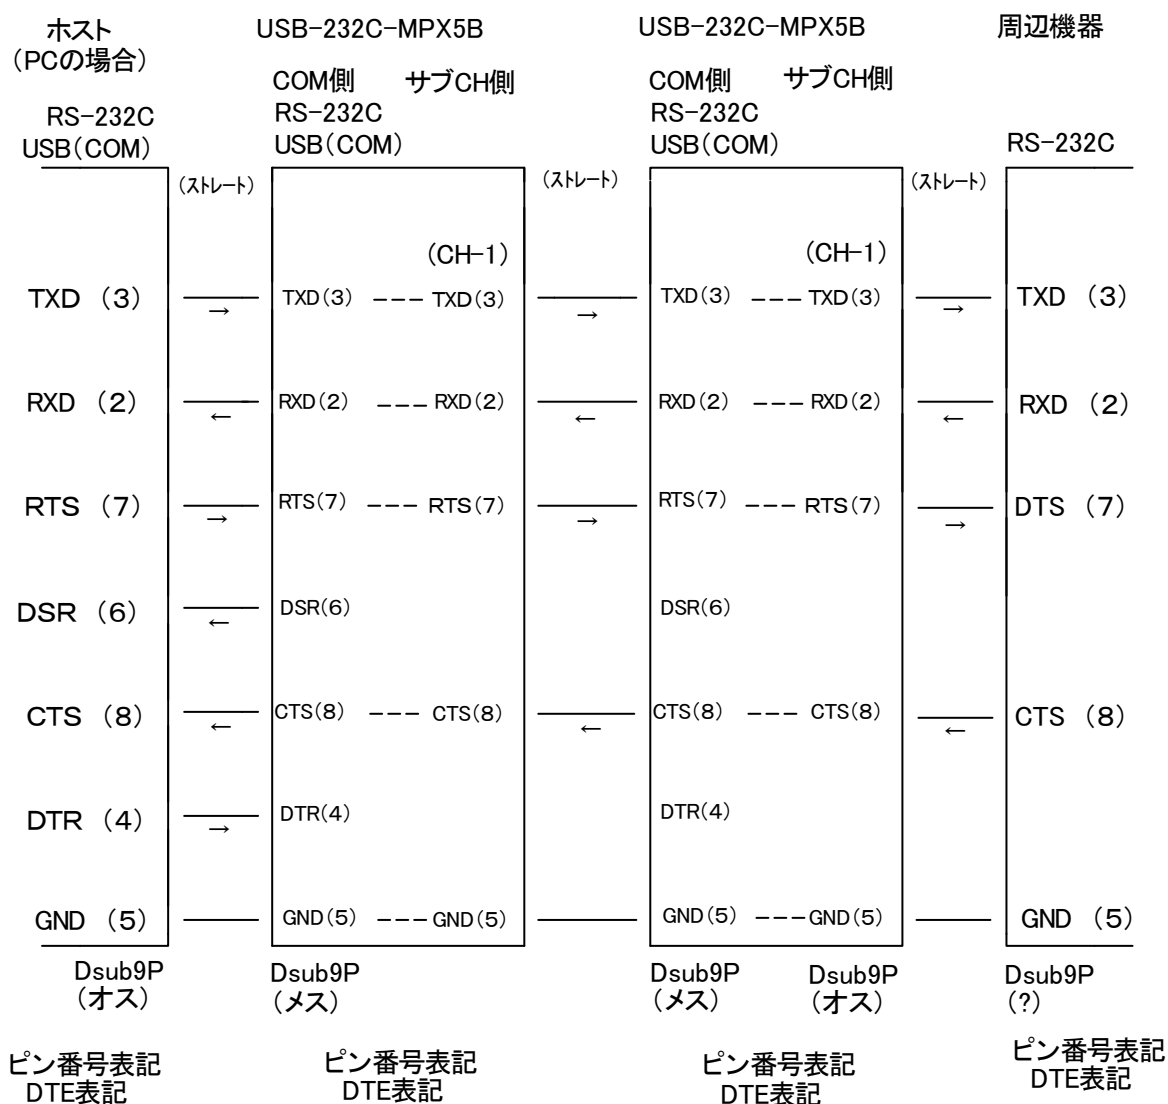 ホスト
(PCの場合)
USB-232C-MPX5B
USB-232C-MPX5B
周辺機器
COM側 サブCH側
COM側 サブCH側
RS-232C
USB(COM)
RS-232C
USB(COM)
RS-232C
USB(COM)
RS-232C
(ストレート)
(ストレート)
(ストレート)
(CH-1)
(CH-1)
TXD (3) → TXD(3) --- TXD(3) → TXD(3) --- TXD(3) → TXD (3)
RXD (2) ← RXD(2) --- RXD(2) ← RXD(2) --- RXD(2) ← RXD (2)
RTS (7) → RTS(7) --- RTS(7) → RTS(7) --- RTS(7) → DTS (7)
DSR (6) ← DSR(6) DSR(6)
CTS (8) ← CTS(8) --- CTS(8) ← CTS(8) --- CTS(8) ← CTS (8)
DTR (4) → DTR(4) DTR(4)
GND (5) GND(5) --- GND(5) GND(5) --- GND(5) GND (5)
Dsub9P
(オス)
Dsub9P
(メス)
Dsub9P
(メス)
Dsub9P
(オス)
Dsub9P
(?)
ピン番号表記
DTE表記
ピン番号表記
DTE表記
ピン番号表記
DTE表記
ピン番号表記
DTE表記